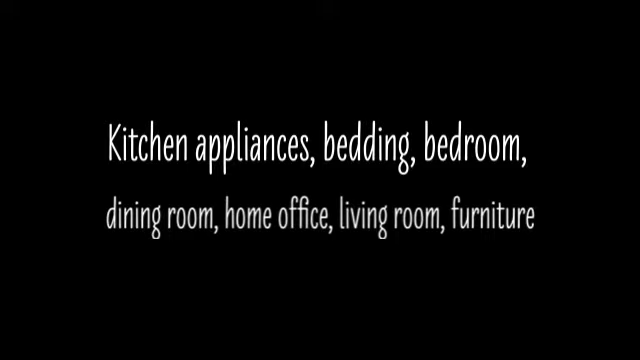 Kitchen appliances, bedding, bedroom,
dining room, home office, living room, furniture